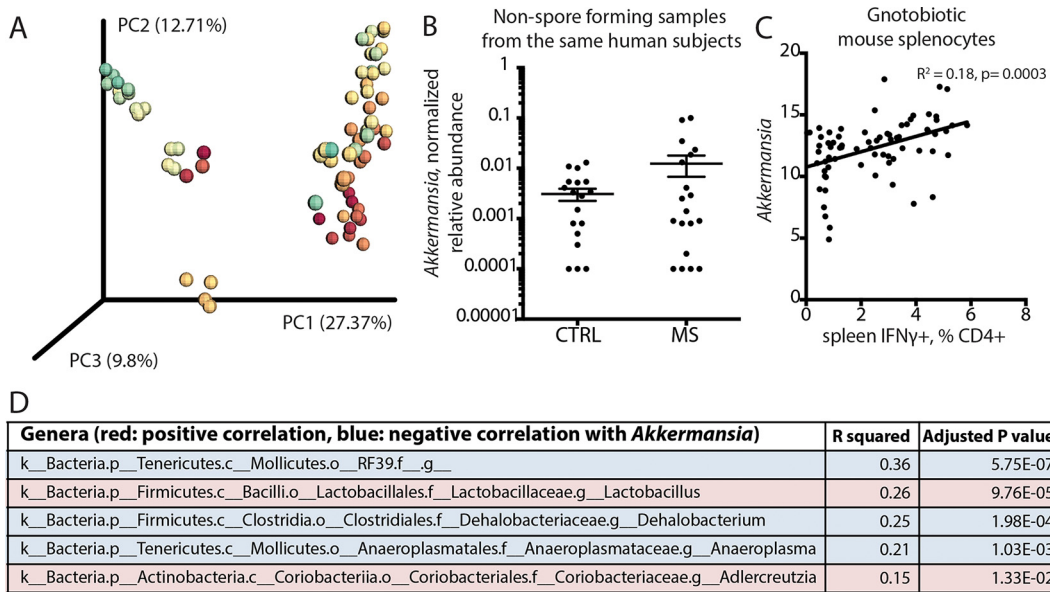 A
PC2 (12.71%)
PC1 (27.37%)
PC3 (9.8%)
B
Non-spore forming samples
from the same human subjects
Akkermansia, normalized
relative abundance
1
0.1
0.01
0.001
0.0001
0.00001
CTRL
MS
C
Gnotobiotic
mouse splenocytes
R² = 0.18, p= 0.0003
Akkermansia
20
15
10
5
0
0
2
4
6
8
spleen IFNγ+, % CD4+
D
Genera (red: positive correlation, blue: negative correlation with Akkermansia) R squared Adjusted P value
k__Bacteria.p__Tenericutes.c__Mollicutes.o__RF39.f__.g__ 0.36 5.75E-07
k__Bacteria.p__Firmicutes.c__Bacilli.o__Lactobacillales.f__Lactobacillaceae.g__Lactobacillus 0.26 9.76E-05
k__Bacteria.p__Firmicutes.c__Clostridia.o__Clostridiales.f__Dehalobacteriaceae.g__Dehalobacterium 0.25 1.98E-04
k__Bacteria.p__Tenericutes.c__Mollicutes.o__Anaeroplasmatales.f__Anaeroplasmataceae.g__Anaeroplasma 0.21 1.03E-03
k__Bacteria.p__Actinobacteria.c__Coriobacteriia.o__Coriobacteriales.f__Coriobacteriaceae.g__Adlercreutzia 0.15 1.33E-02